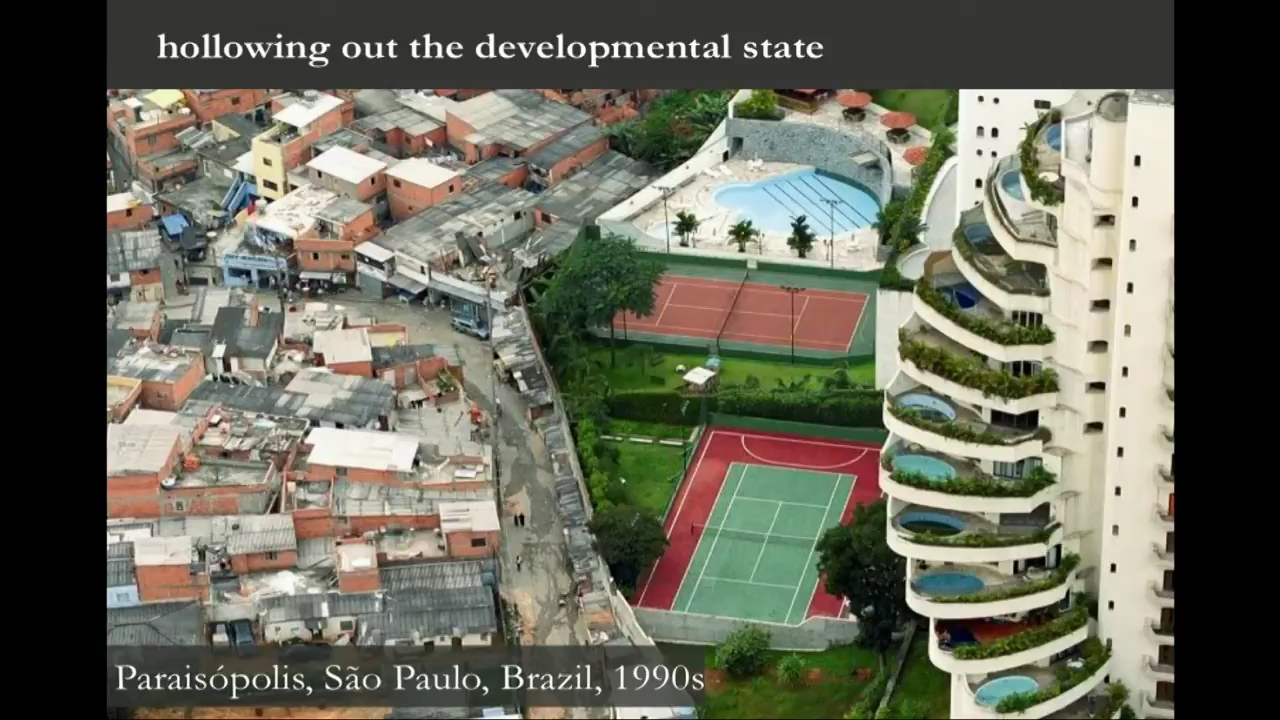 hollowing out the developmental state
Paraisópolis, São Paulo, Brazil, 1990s